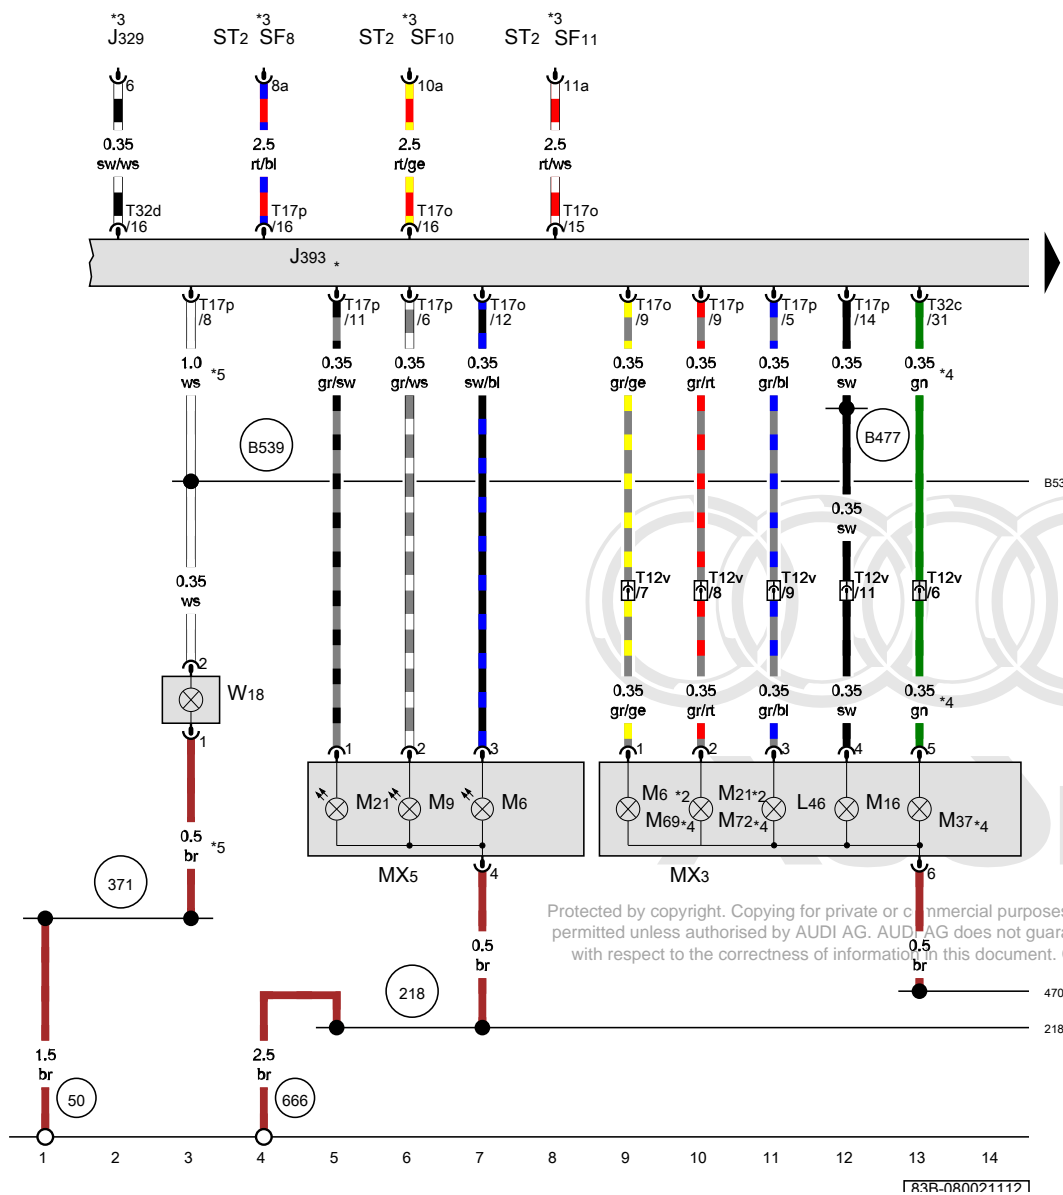 *3 *3 *3 *3
J329 ST2 SF8 ST2 SF10 ST2 SF11
6 8a 10a 11a
0.35 2.5 2.5 2.5
sw/ws rt/bl rt/ge rt/ws
T32d T17p T17o T17o
/16 /16 /16 /15
J393 *
T17p T17p T17p T17o T17o T17p T17p T17p T32c
/8 /11 /6 /12 /9 /9 /5 /14 /31
1.0 *5 0.35 0.35 0.35 0.35 0.35 0.35 0.35 0.35 *4
ws gr/sw gr/ws sw/bl gr/ge gr/rt gr/bl sw gn
B539 B477
B53
0.35
sw
0.35 T12v T12v T12v T12v T12v
ws /7 /8 /9 /11 /6
2
W18 0.35 0.35 0.35 0.35 0.35 *4
gr/ge gr/rt gr/bl sw gn
1 1 2 3 1 2 3 4 5
M21 M9 M6 M6 *2 M21*2 L46 M16
M69*4 M72*4 M37*4
0.5 *5
br
371 MX5 4 MX3 6
Protected by copyright. Copying for private or c mmercial purposes
permitted unless authorised by AUDI AG. AUDI AG does not guara
with respect to the correctness of information in this document.
0.5 0.5
br br
218 470
218
1.5 2.5
br br
50 666
1 2 3 4 5 6 7 8 9 10 11 12 13 14
83B-080021112